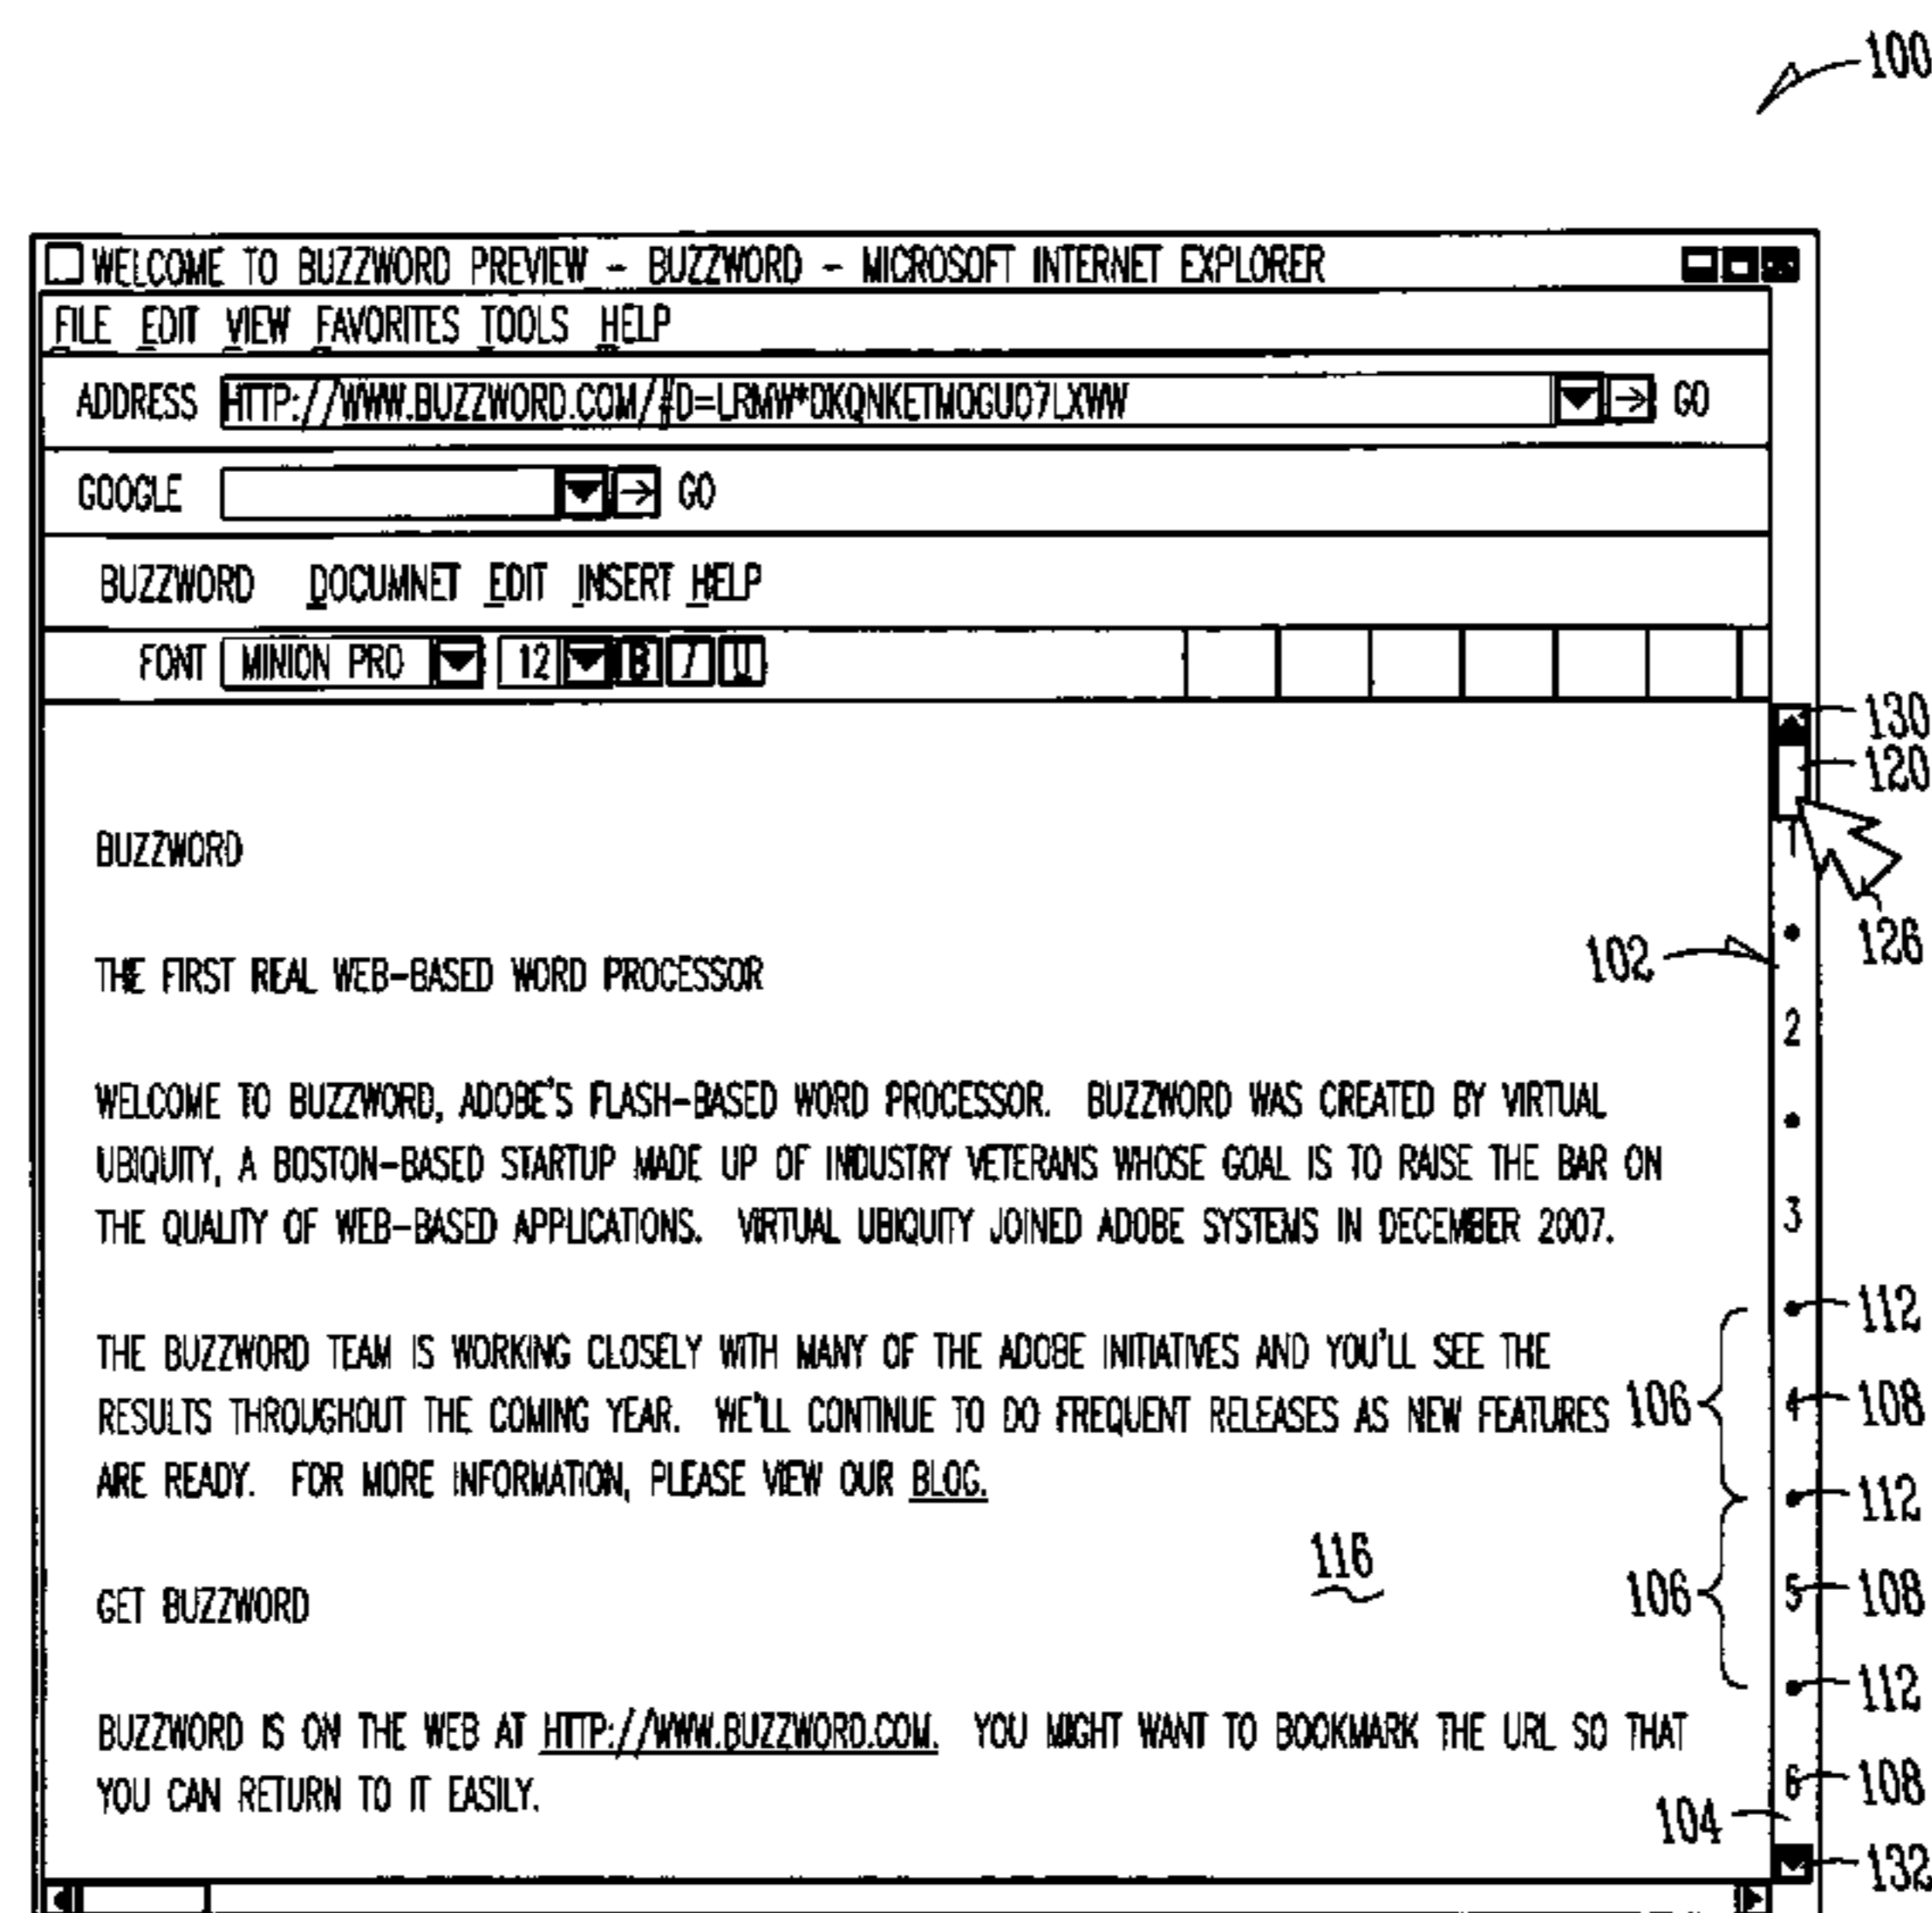 100
WELCOME TO BUZZWORD PREVIEW - BUZZWORD - MICROSOFT INTERNET EXPLORER
FILE EDIT VIEW FAVORITES TOOLS HELP
ADDRESS HTTP://WWW.BUZZWORD.COM/#D=LRMW*DKQNKETMOGUO7LXWW GO
GOOGLE GO
BUZZWORD DOCUMNET EDIT INSERT HELP
FONT MINION PRO 12 B I U
130
120
1
BUZZWORD
126
102
THE FIRST REAL WEB-BASED WORD PROCESSOR
2
WELCOME TO BUZZWORD, ADOBE'S FLASH-BASED WORD PROCESSOR. BUZZWORD WAS CREATED BY VIRTUAL
UBIQUITY, A BOSTON-BASED STARTUP MADE UP OF INDUSTRY VETERANS WHOSE GOAL IS TO RAISE THE BAR ON
THE QUALITY OF WEB-BASED APPLICATIONS. VIRTUAL UBIQUITY JOINED ADOBE SYSTEMS IN DECEMBER 2007.
3
112
THE BUZZWORD TEAM IS WORKING CLOSELY WITH MANY OF THE ADOBE INITIATIVES AND YOU'LL SEE THE
RESULTS THROUGHOUT THE COMING YEAR. WE'LL CONTINUE TO DO FREQUENT RELEASES AS NEW FEATURES
106 4 108
ARE READY. FOR MORE INFORMATION, PLEASE VIEW OUR BLOG.
112
116
GET BUZZWORD
106 5 108
112
BUZZWORD IS ON THE WEB AT HTTP://WWW.BUZZWORD.COM. YOU MIGHT WANT TO BOOKMARK THE URL SO THAT
YOU CAN RETURN TO IT EASILY.
6 108
104
132